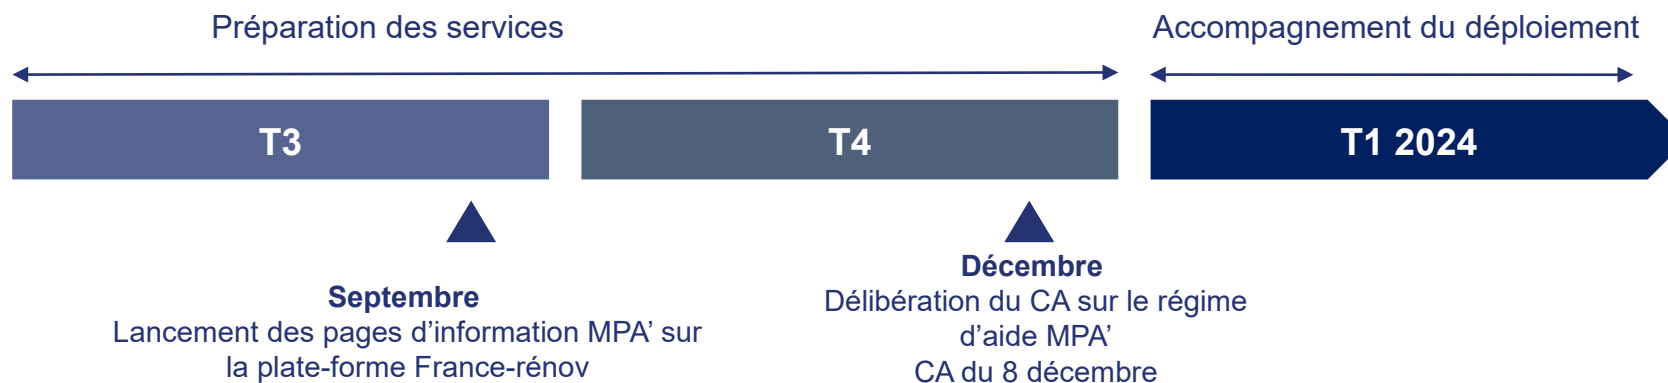 Préparation des services
Accompagnement du déploiement
T3
T4
T1 2024
Septembre
Lancement des pages d’information MPA’ sur
la plate-forme France-rénov
Décembre
Délibération du CA sur le régime
d’aide MPA’
CA du 8 décembre